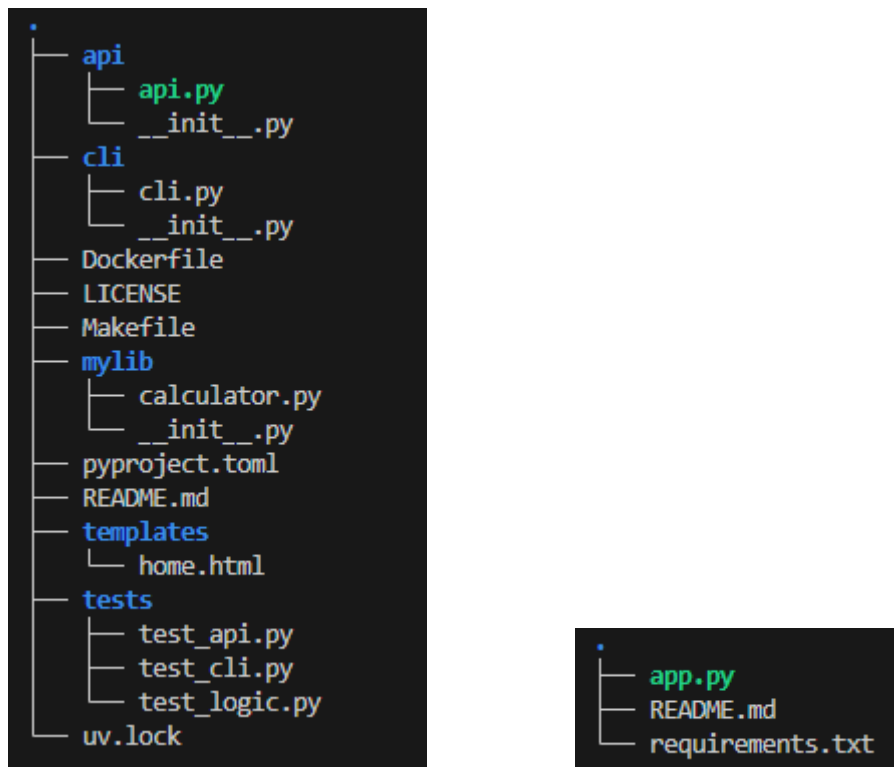 .
├── api
│   ├── api.py
│   └── __init__.py
├── cli
│   ├── cli.py
│   └── __init__.py
├── Dockerfile
├── LICENSE
├── Makefile
├── mylib
│   ├── calculator.py
│   └── __init__.py
├── pyproject.toml
├── README.md
├── templates
│   └── home.html
├── tests
│   ├── test_api.py
│   ├── test_cli.py
│   └── test_logic.py
└── uv.lock
.
├── app.py
├── README.md
└── requirements.txt